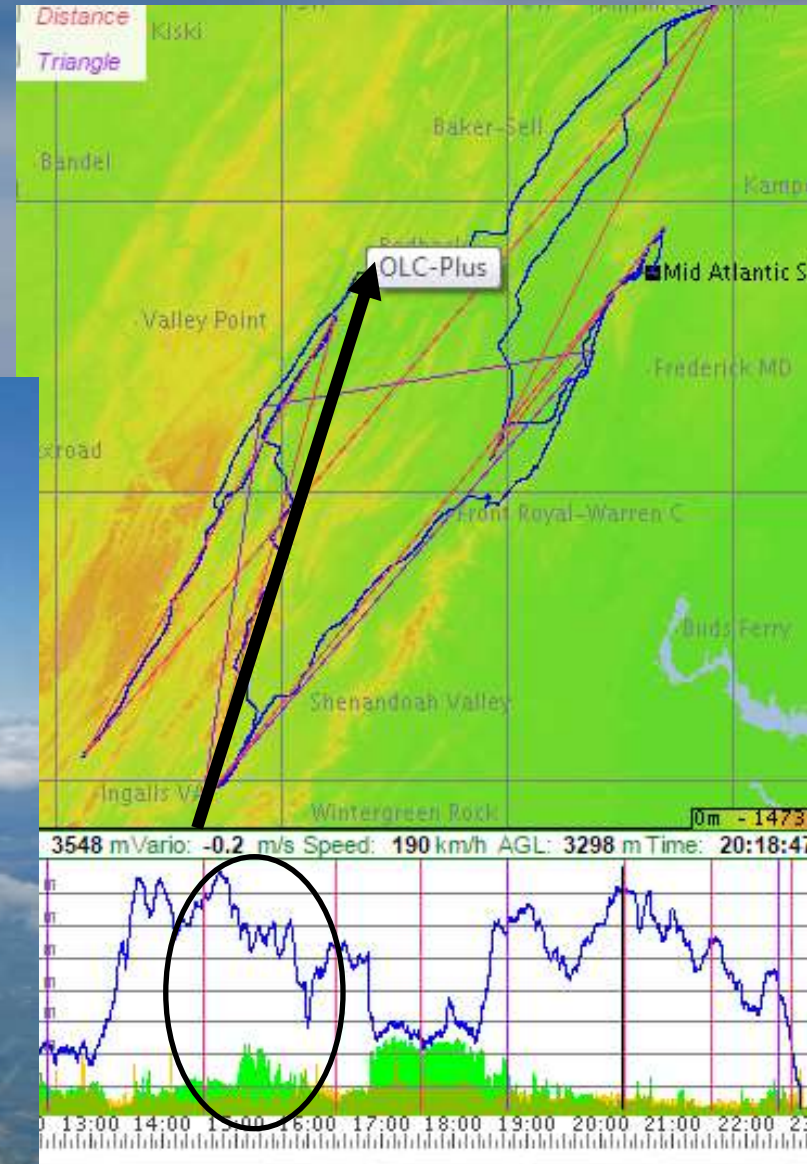 Distance
Kiski
Triangle
Baker-Sell
Bandel
OLC-Plus
Mid Atlantic S
Valley Point
Frederick MD
xroad
Front Royal-Warren C
Buds Ferry
Shenandoah Valley
Ingalls VA
Wintergreen Rock
0m - 1473
3548 m Vario: -0.2 m/s Speed: 190 km/h AGL: 3298 m Time: 20:18:47
13:00 14:00 15:00 16:00 17:00 18:00 19:00 20:00 21:00 22:00